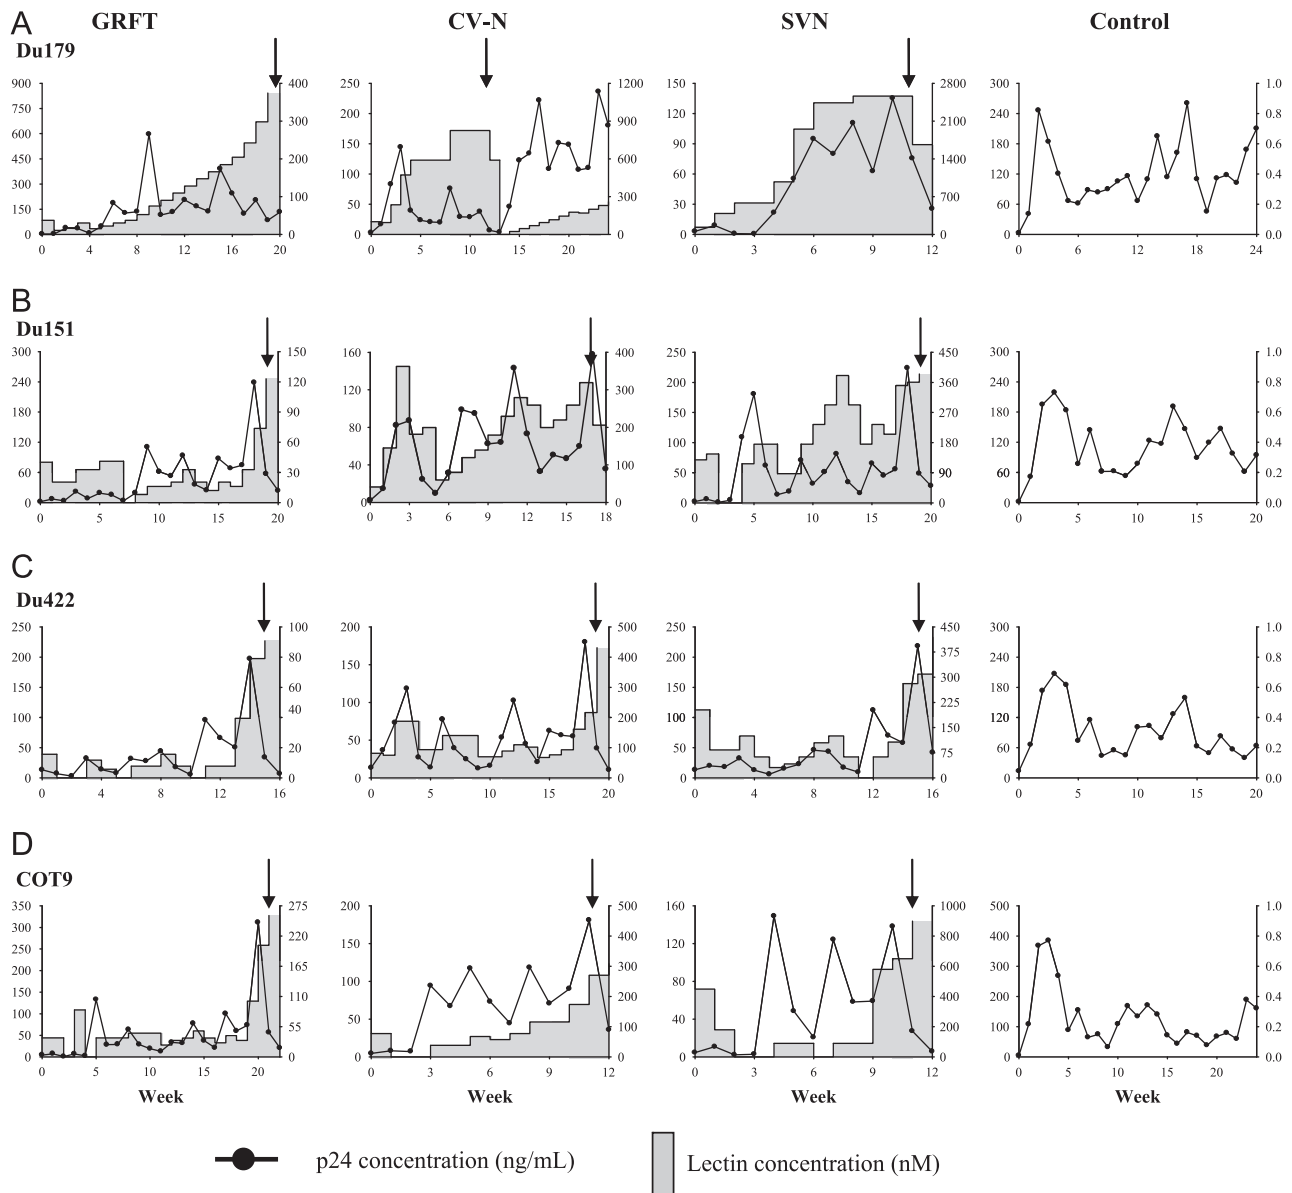 A GRFT CV-N SVN Control
Du179
900 750 600 450 300 150 0 400 300 200 100 0 0 4 8 12 16 20
250 200 150 100 50 0 1200 900 600 300 0 0 5 10 15 20
150 120 90 60 30 0 2800 2100 1400 700 0 0 3 6 9 12
300 240 180 120 60 0 1.0 0.8 0.6 0.4 0.2 0.0 0 6 12 18 24
B
Du151
300 240 180 120 60 0 150 120 90 60 30 0 0 5 10 15 20
160 120 80 40 0 400 300 200 100 0 0 3 6 9 12 15 18
250 200 150 100 50 0 450 360 270 180 90 0 0 5 10 15 20
300 240 180 120 60 0 1.0 0.8 0.6 0.4 0.2 0.0 0 5 10 15 20
C
Du422
250 200 150 100 50 0 100 80 60 40 20 0 0 4 8 12 16
200 150 100 50 0 500 400 300 200 100 0 0 5 10 15 20
250 200 150 100 50 0 450 375 300 225 150 75 0 0 4 8 12 16
300 240 180 120 60 0 1.0 0.8 0.6 0.4 0.2 0.0 0 5 10 15 20
D
COT9
350 300 250 200 150 100 50 0 275 220 165 110 55 0 0 5 10 15 20
200 150 100 50 0 500 400 300 200 100 0 0 3 6 9 12
160 120 80 40 0 1000 800 600 400 200 0 0 3 6 9 12
500 400 300 200 100 0 1.0 0.8 0.6 0.4 0.2 0.0 0 5 10 15 20
Week Week Week Week
p24 concentration (ng/mL) Lectin concentration (nM)